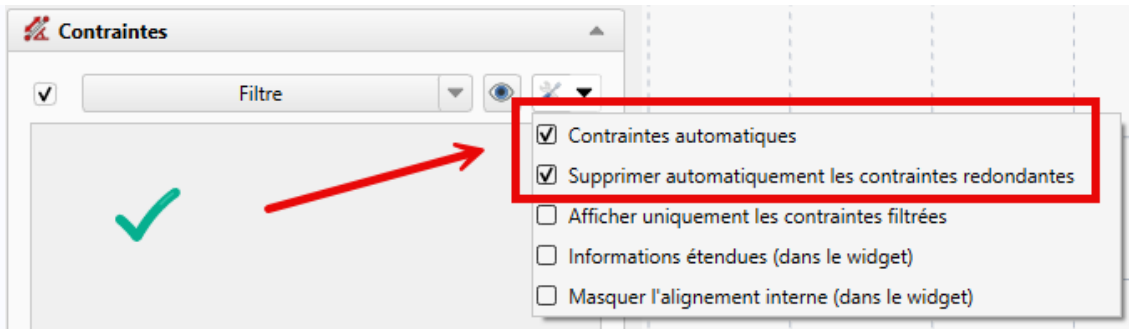 Contraintes
Filtre
Contraintes automatiques
Supprimer automatiquement les contraintes redondantes
Afficher uniquement les contraintes filtrées
Informations étendues (dans le widget)
Masquer l'alignement interne (dans le widget)